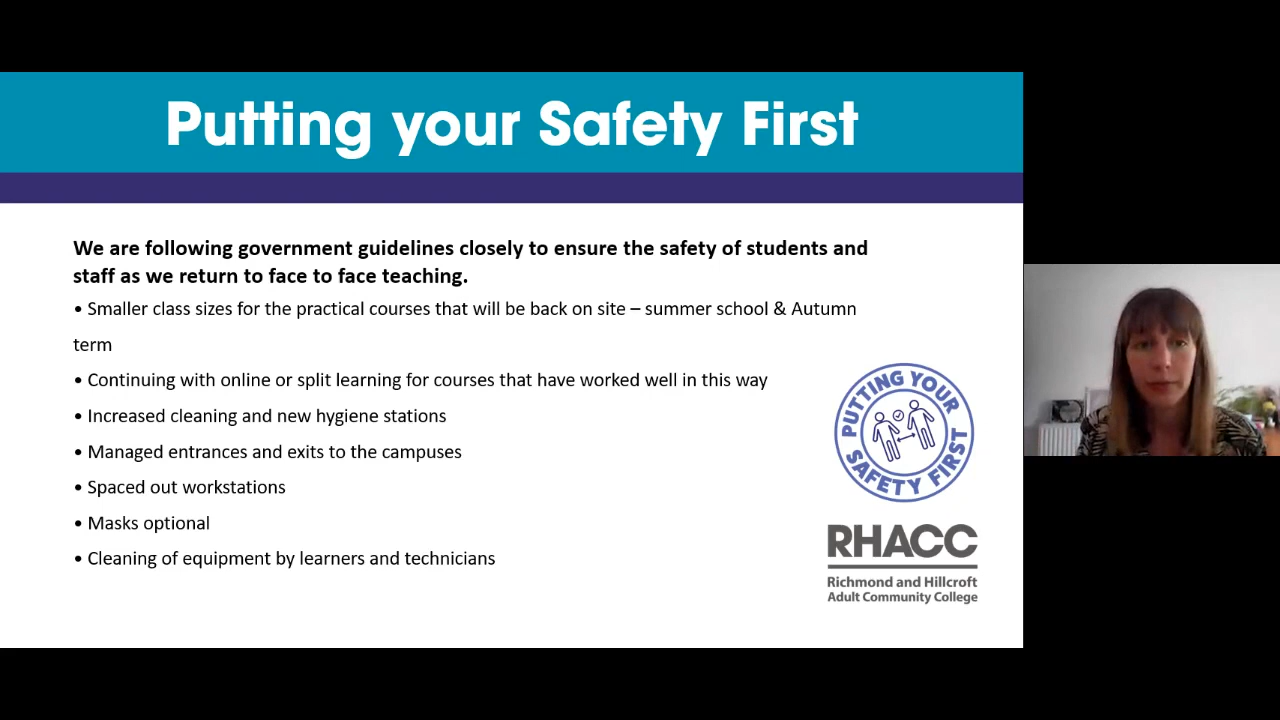 Putting your Safety First
We are following government guidelines closely to ensure the safety of students and
staff as we return to face to face teaching.
• Smaller class sizes for the practical courses that will be back on site – summer school & Autumn
term
• Continuing with online or split learning for courses that have worked well in this way
• Increased cleaning and new hygiene stations
• Managed entrances and exits to the campuses
• Spaced out workstations
• Masks optional
• Cleaning of equipment by learners and technicians
PUTTING YOUR
SAFETY FIRST
RHACC
Richmond and Hillcroft
Adult Community College